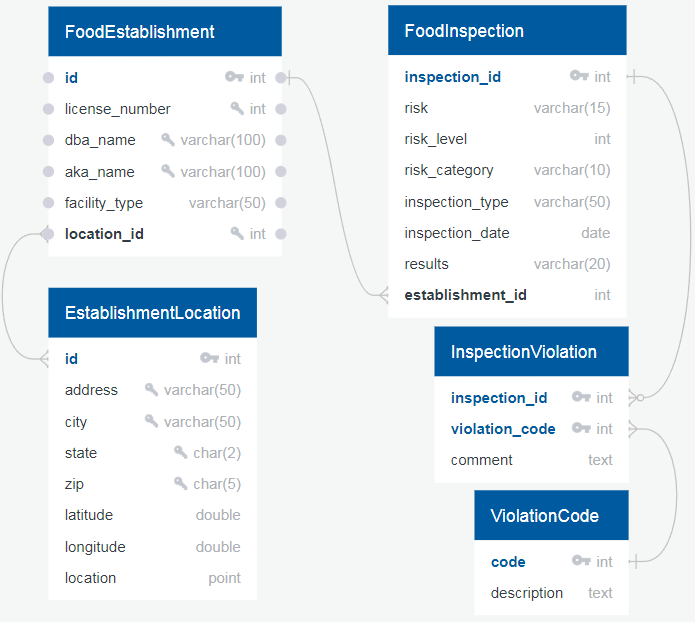 FoodEstablishment
id int
license_number int
dba_name varchar(100)
aka_name varchar(100)
facility_type varchar(50)
location_id int
EstablishmentLocation
id int
address varchar(50)
city varchar(50)
state char(2)
zip char(5)
latitude double
longitude double
location point
FoodInspection
inspection_id int
risk varchar(15)
risk_level int
risk_category varchar(10)
inspection_type varchar(50)
inspection_date date
results varchar(20)
establishment_id int
InspectionViolation
inspection_id int
violation_code int
comment text
ViolationCode
code int
description text